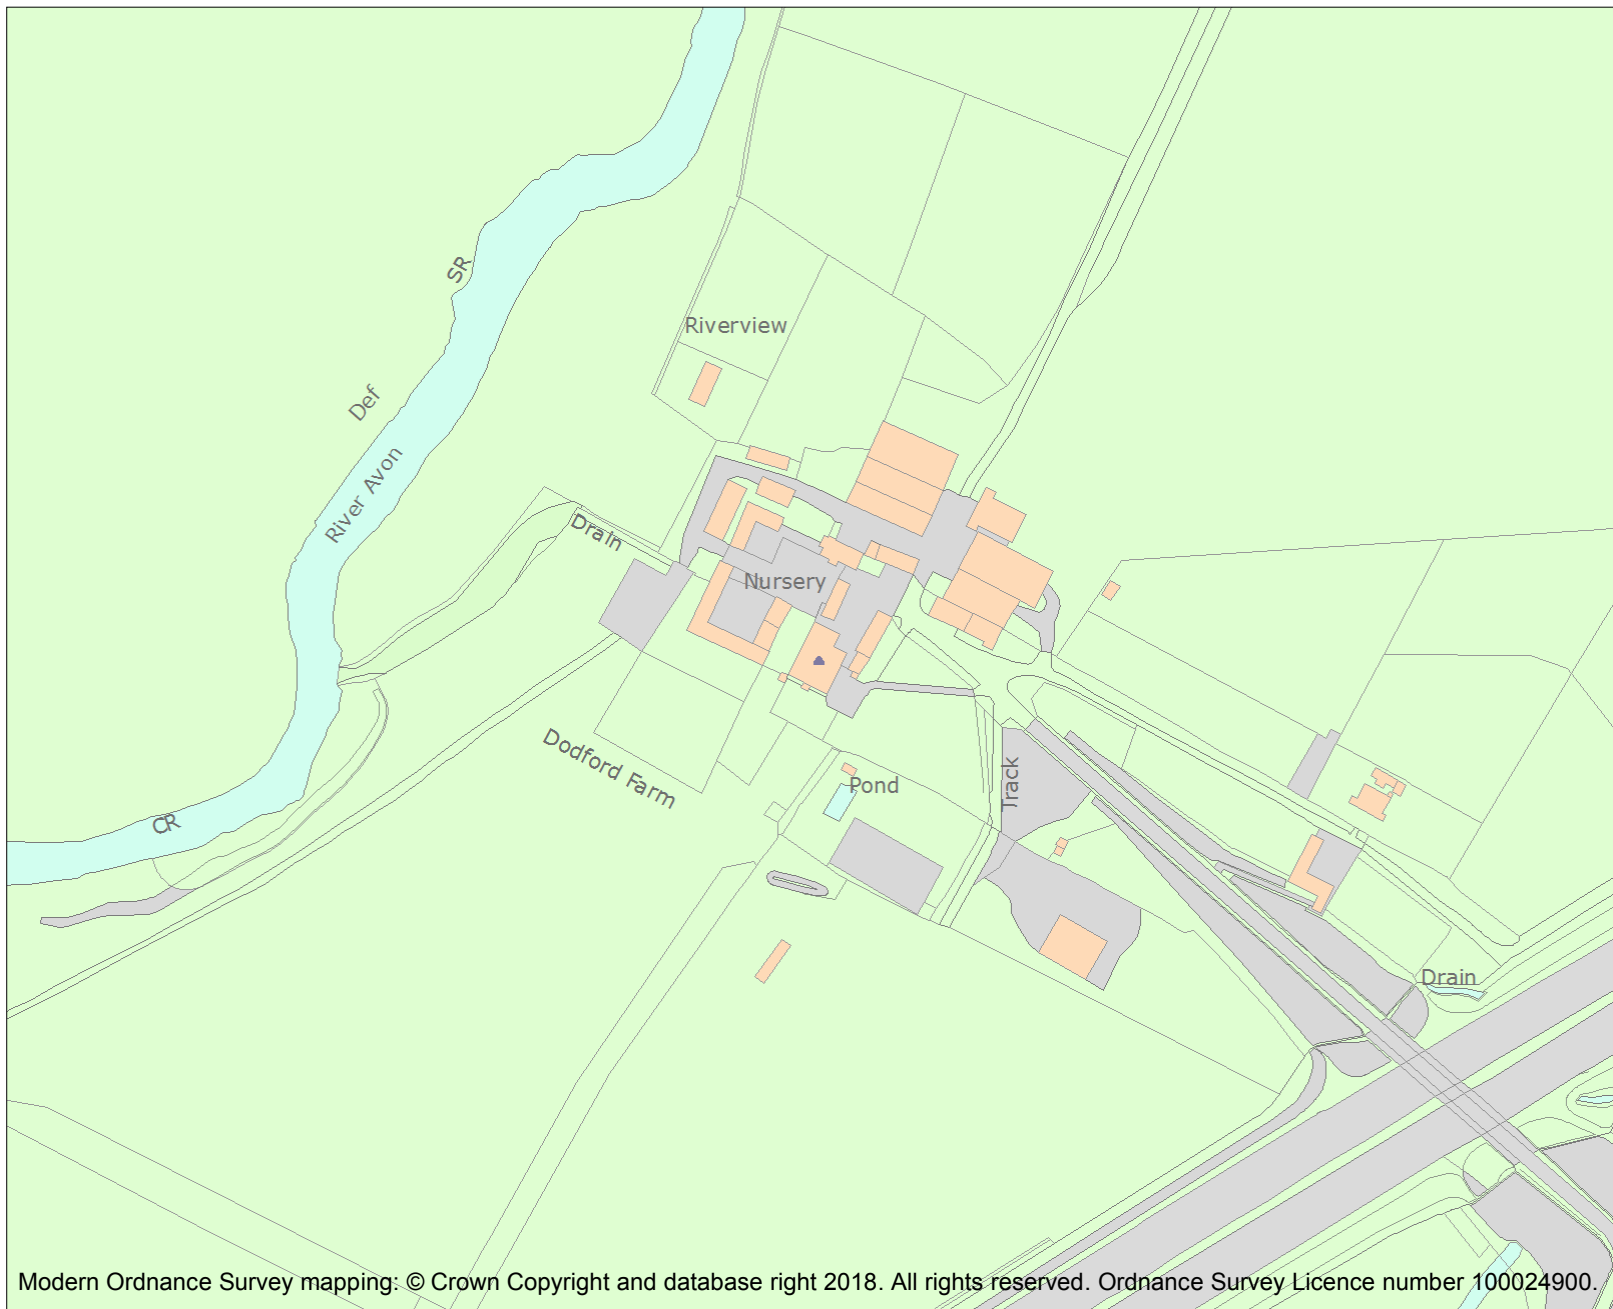 SR
Riverview
Def
River Avon
Drain
Nursery
Dodford Farm
Pond
Track
CR
Drain
Modern Ordnance Survey mapping: © Crown Copyright and database right 2018. All rights reserved. Ordnance Survey Licence number 100024900.